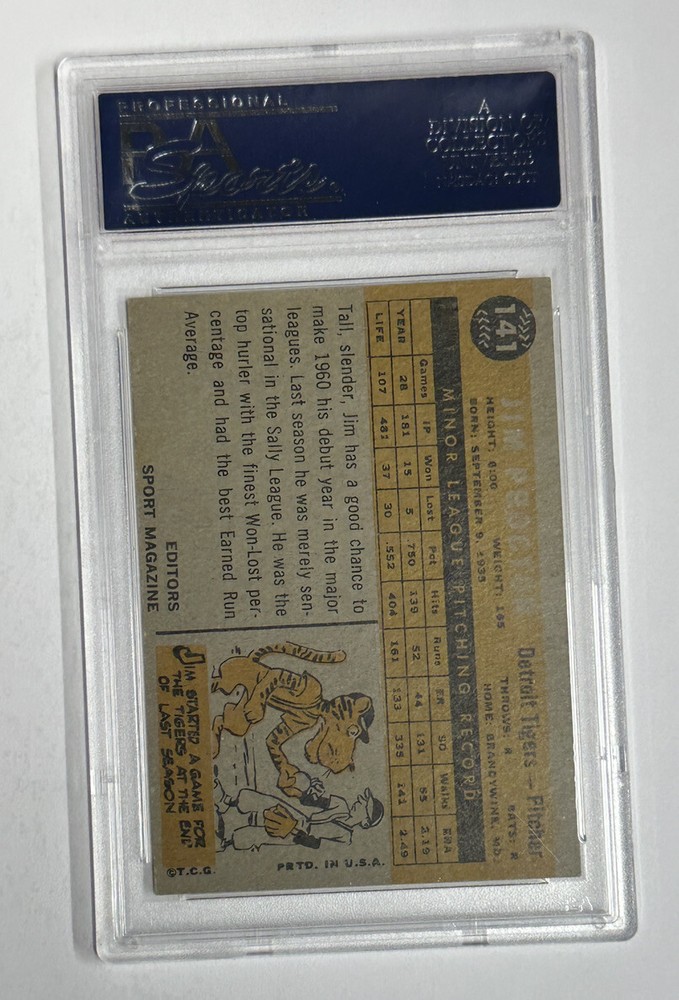 PROFESSIONAL
PSA
Sports
AUTHENTICATOR
A
DIVISION OF
COLLECTORS
UNIVERSE
NASDAQ: CLCT
141
Detroit Tigers — Pitcher
HEIGHT: 6:00 WEIGHT: 165 THROWS: R BATS: R
BORN: SEPTEMBER 9, 1935 HOME: BRANDYWINE, MD.
MINOR LEAGUE PITCHING RECORD
Games IP Won Lost Pct Hits Runs ER SO Walks ERA
YEAR 28 181 15 5 .750 139 52 44 131 55 2.19
LIFE 107 481 37 30 .552 404 161 133 335 141 2.49
Tall, slender, Jim has a good chance to
make 1960 his debut year in the major
leagues. Last season he was merely sen-
sational in the Sally League. He was the
top hurler with the finest Won-Lost per-
centage and had the best Earned Run
Average.
EDITORS
SPORT MAGAZINE
JIM STARTED A GAME FOR
THE TIGERS AT THE END
OF LAST SEASON
©T.C.G.
PRTD. IN U.S.A.